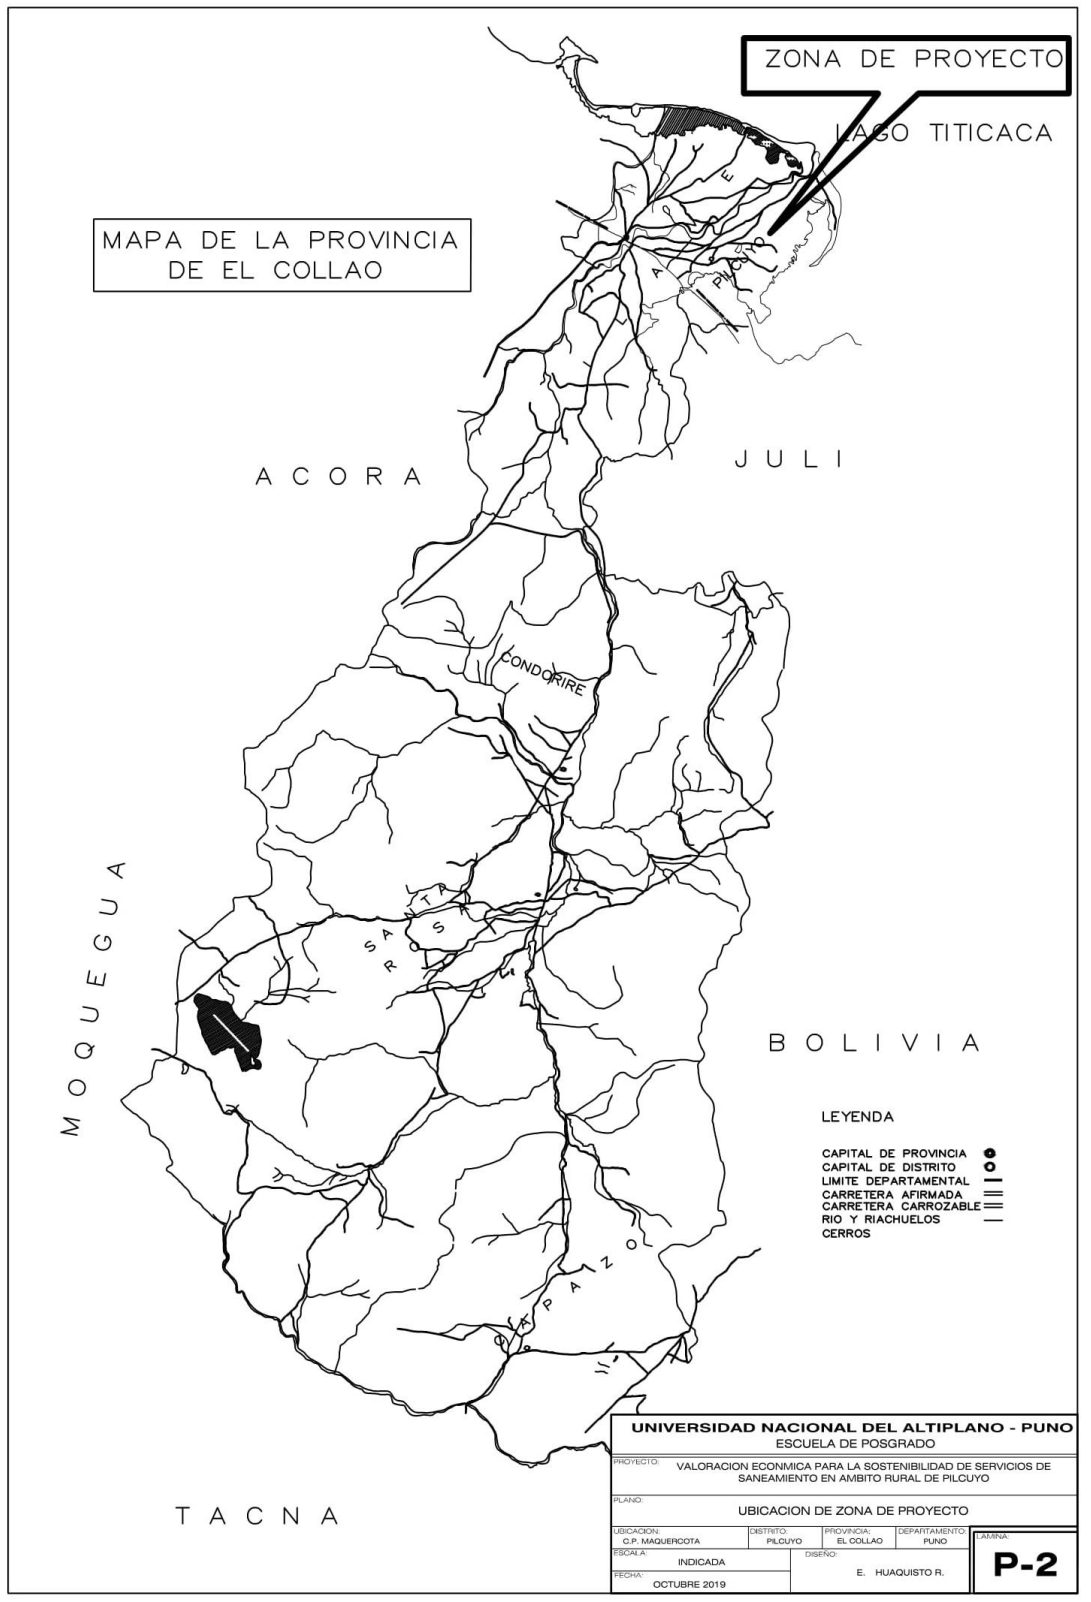 ZONA DE PROYECTO
LAGO TITICACA
MAPA DE LA PROVINCIA
DE EL COLLAO
PILCUYO
ACORA
JULI
CONDORIRE
MOQUEGUA
SANTA
ROSA
BOLIVIA
CAPAZO
TACNA
LEYENDA
CAPITAL DE PROVINCIA
CAPITAL DE DISTRITO
LIMITE DEPARTAMENTAL
CARRETERA AFIRMADA
CARRETERA CARROZABLE
RIO Y RIACHUELOS
CERROS
UNIVERSIDAD NACIONAL DEL ALTIPLANO - PUNO
ESCUELA DE POSGRADO
PROYECTO: VALORACION ECONMICA PARA LA SOSTENIBILIDAD DE SERVICIOS DE
SANEAMIENTO EN AMBITO RURAL DE PILCUYO
PLANO:
UBICACION DE ZONA DE PROYECTO
UBICACION: DISTRITO: PROVINCIA: DEPARTAMENTO: LAMINA:
C.P. MAQUERCOTA PILCUYO EL COLLAO PUNO
P-2
ESCALA: INDICADA
DISEÑO: E. HUAQUISTO R.
FECHA: OCTUBRE 2019